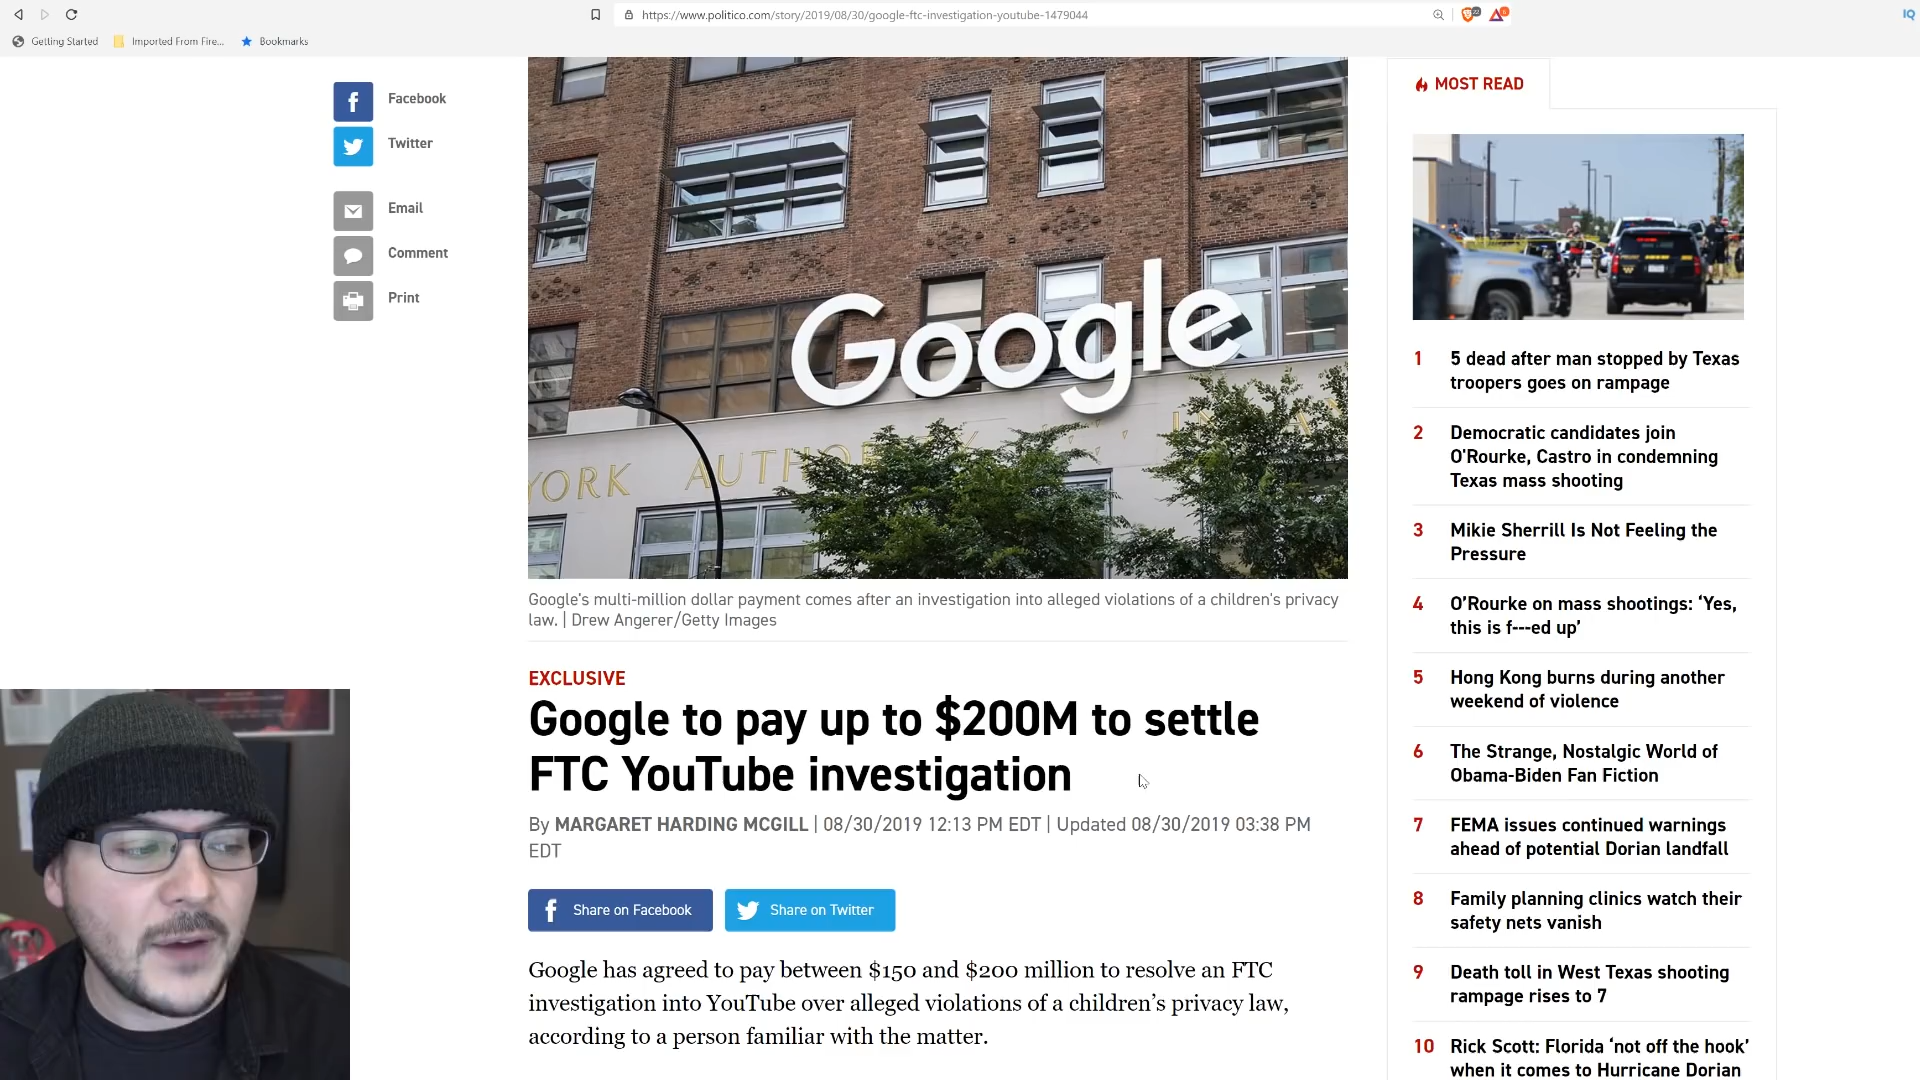 https://www.politico.com/story/2019/08/30/google-ftc-investigation-youtube-1479044
22
IQ
Getting Started
Imported From Fire...
Bookmarks
Facebook
Twitter
Email
Comment
Print
Google
YORK AUTHO
Google's multi-million dollar payment comes after an investigation into alleged violations of a children's privacy
law. | Drew Angerer/Getty Images
EXCLUSIVE
Google to pay up to $200M to settle
FTC YouTube investigation
By MARGARET HARDING MCGILL | 08/30/2019 12:13 PM EDT | Updated 08/30/2019 03:38 PM
EDT
Share on Facebook
Share on Twitter
Google has agreed to pay between $150 and $200 million to resolve an FTC
investigation into YouTube over alleged violations of a children’s privacy law,
according to a person familiar with the matter.
MOST READ
1 5 dead after man stopped by Texas
troopers goes on rampage
2 Democratic candidates join
O'Rourke, Castro in condemning
Texas mass shooting
3 Mikie Sherrill Is Not Feeling the
Pressure
4 O’Rourke on mass shootings: ‘Yes,
this is f---ed up’
5 Hong Kong burns during another
weekend of violence
6 The Strange, Nostalgic World of
Obama-Biden Fan Fiction
7 FEMA issues continued warnings
ahead of potential Dorian landfall
8 Family planning clinics watch their
safety nets vanish
9 Death toll in West Texas shooting
rampage rises to 7
10 Rick Scott: Florida ‘not off the hook’
when it comes to Hurricane Dorian